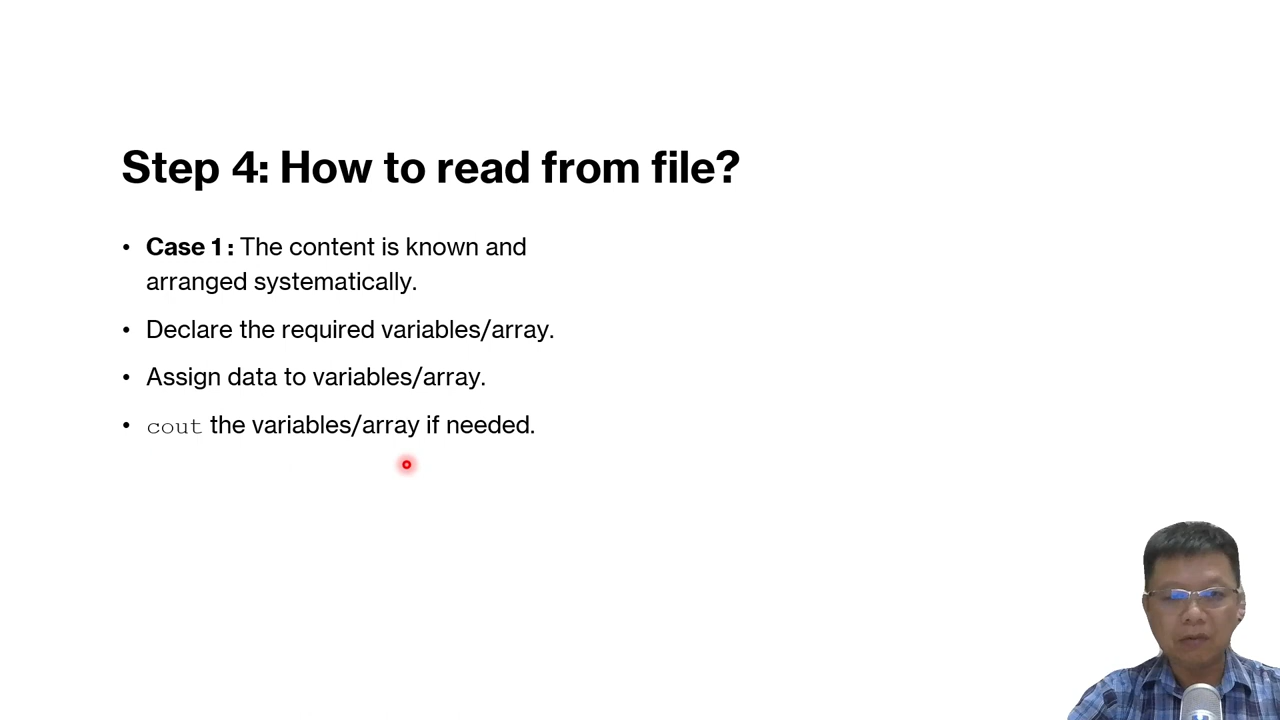 Step 4: How to read from file?
• Case 1: The content is known and
arranged systematically.
• Declare the required variables/array.
• Assign data to variables/array.
• cout the variables/array if needed.